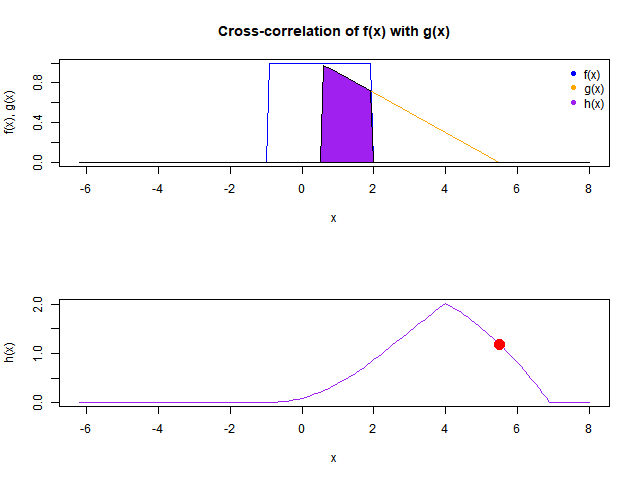 Cross-correlation of f(x) with g(x)
f(x), g(x)
0.8
0.4
0.0
f(x)
g(x)
h(x)
-6 -4 -2 0 2 4 6 8
x
h(x)
2.0
1.0
0.0
-6 -4 -2 0 2 4 6 8
x